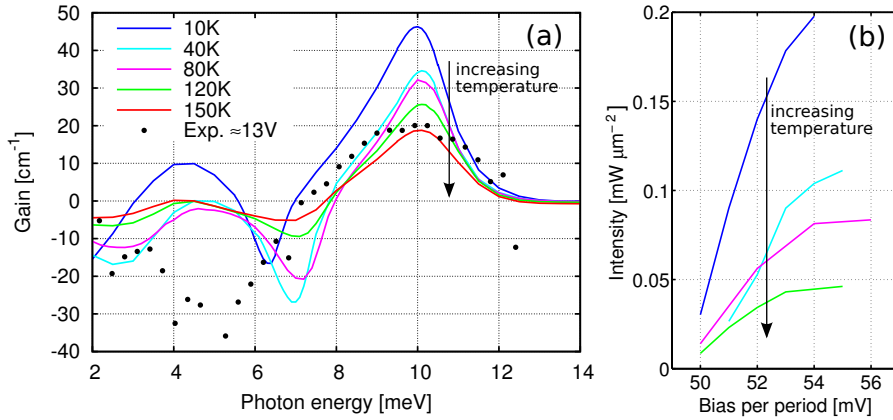 (a)
10K
40K
80K
120K
150K
Exp. ≈13V
increasing
temperature
Gain [cm⁻¹]
50
40
30
20
10
0
-10
-20
-30
-40
2
4
6
8
10
12
14
Photon energy [meV]
(b)
increasing
temperature
Intensity [mW μm⁻²]
0.2
0.15
0.1
0.05
0
50
52
54
56
Bias per period [mV]